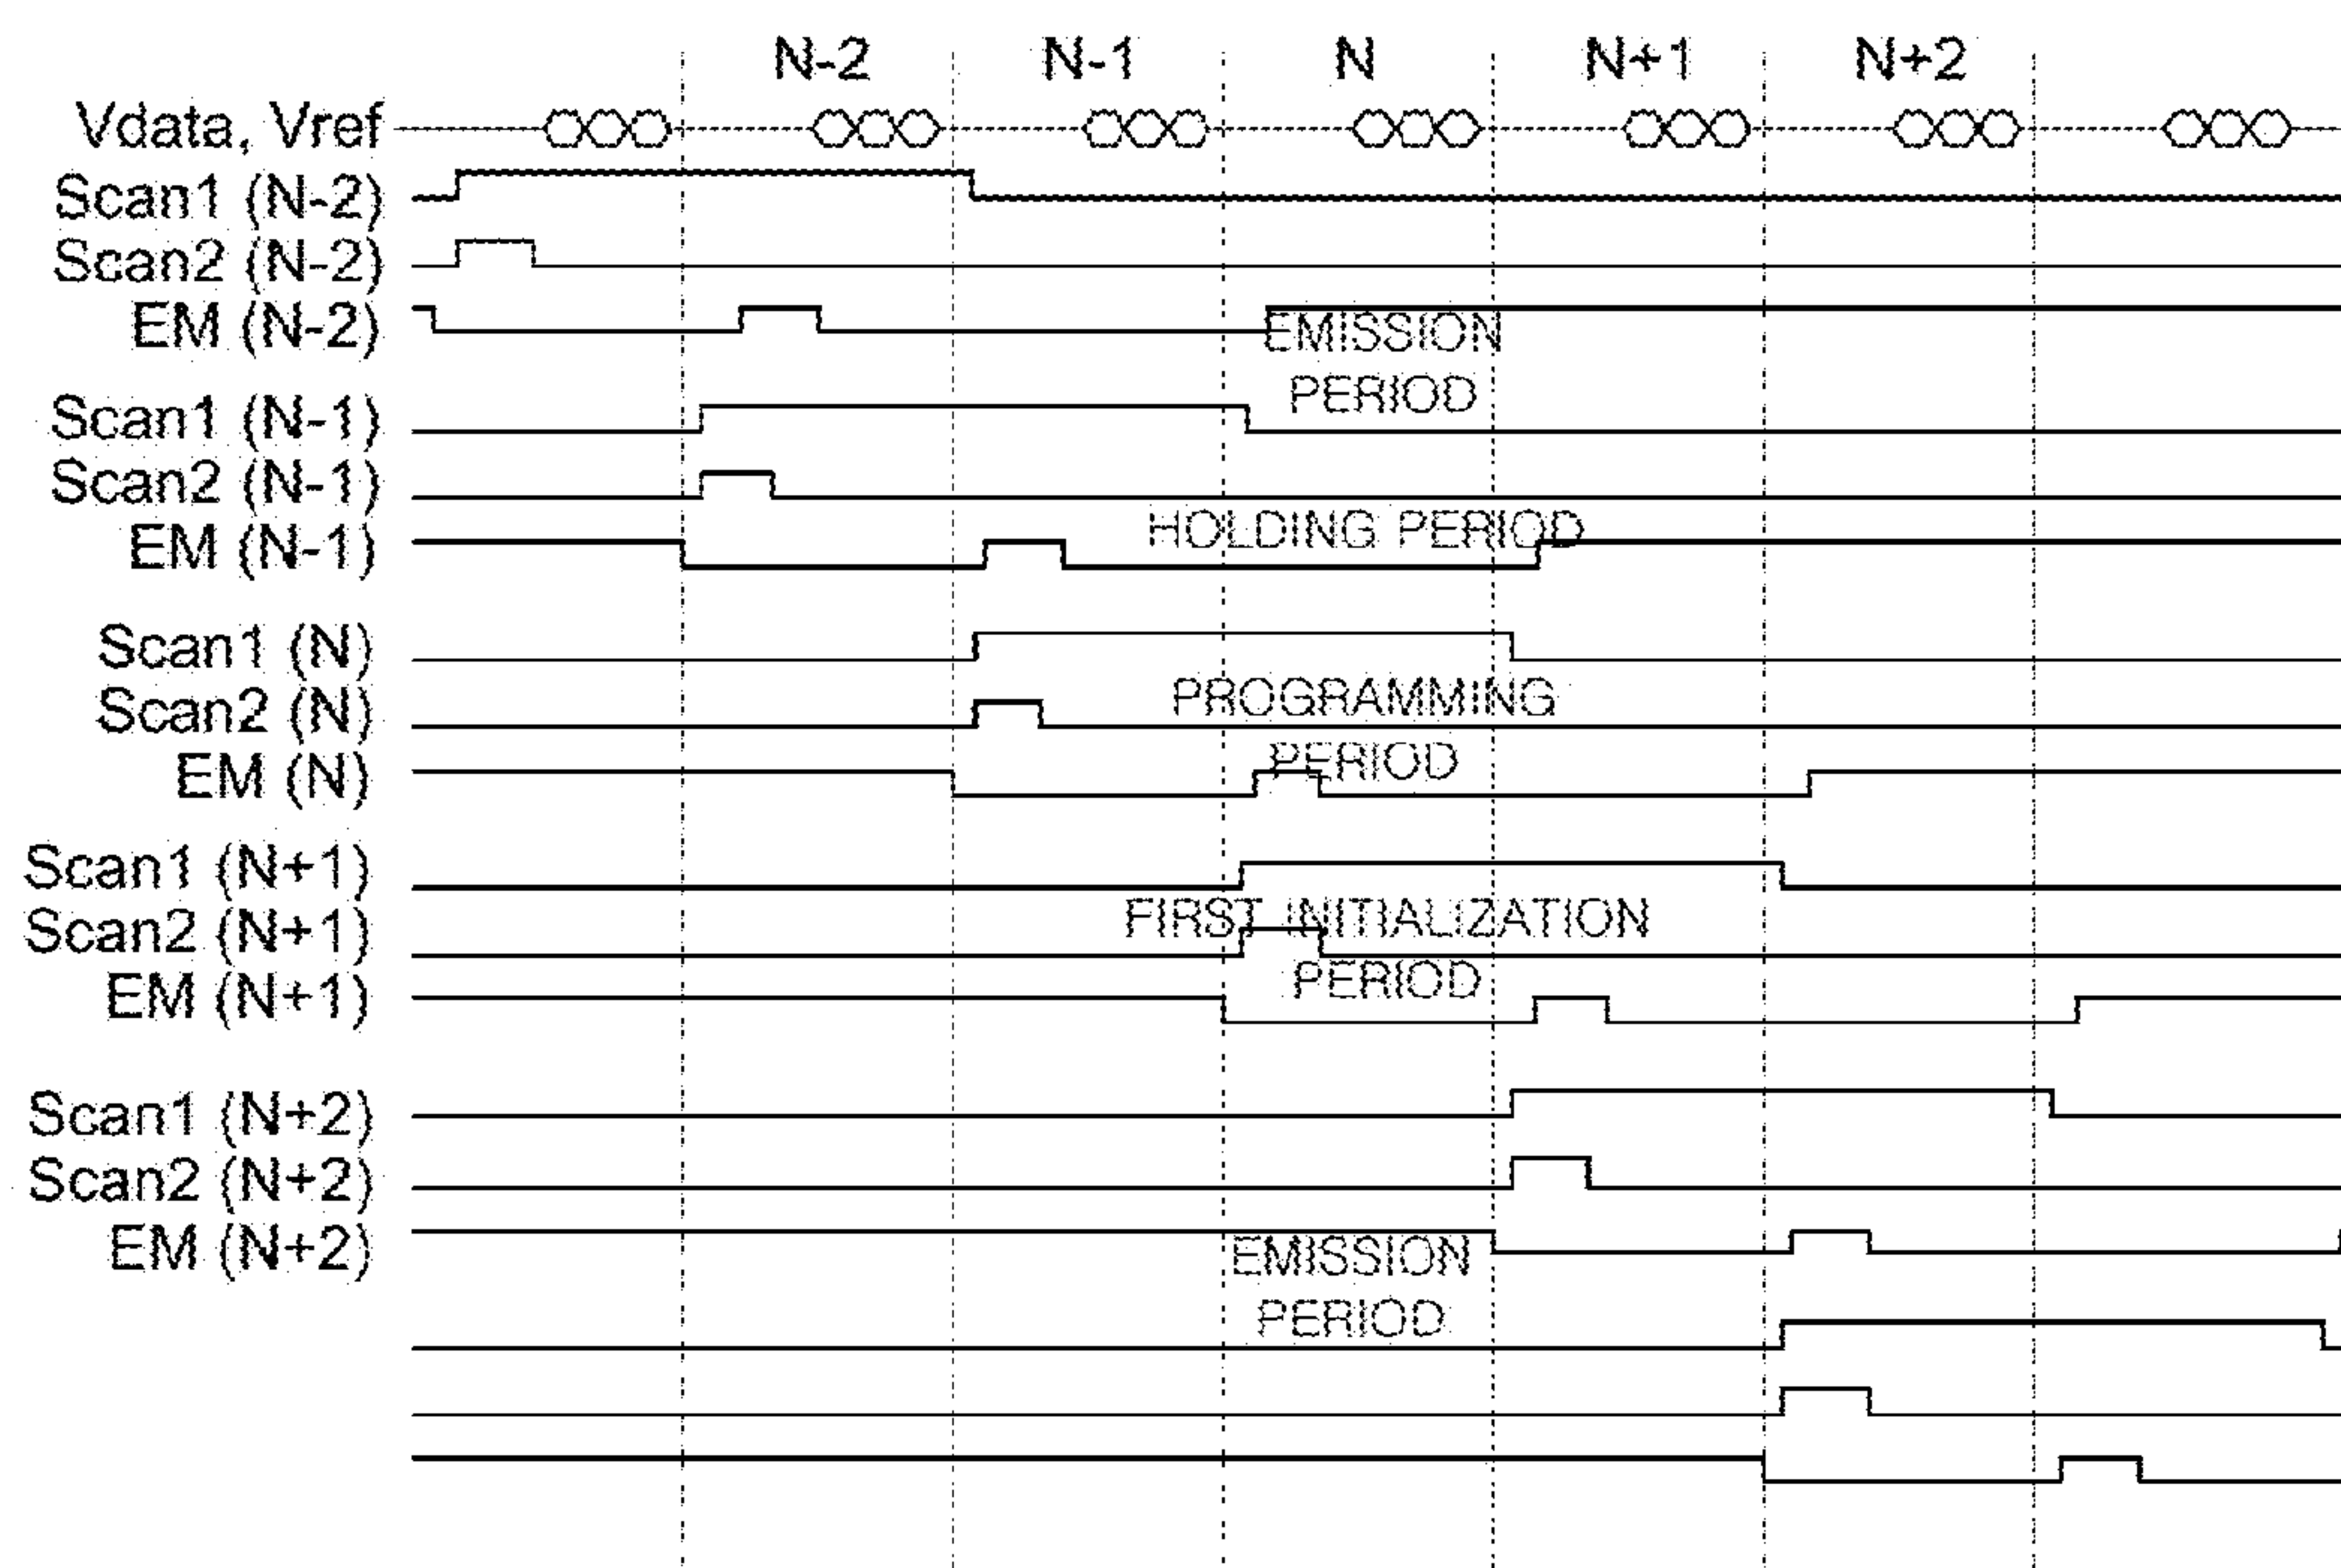 N-2 N-1 N N+1 N+2
Vdata, Vref
Scan1 (N-2)
Scan2 (N-2)
EM (N-2)
EMISSION
PERIOD
Scan1 (N-1)
Scan2 (N-1)
EM (N-1)
HOLDING PERIOD
Scan1 (N)
Scan2 (N)
EM (N)
PROGRAMMING
PERIOD
Scan1 (N+1)
Scan2 (N+1)
EM (N+1)
FIRST INITIALIZATION
PERIOD
Scan1 (N+2)
Scan2 (N+2)
EM (N+2)
EMISSION
PERIOD